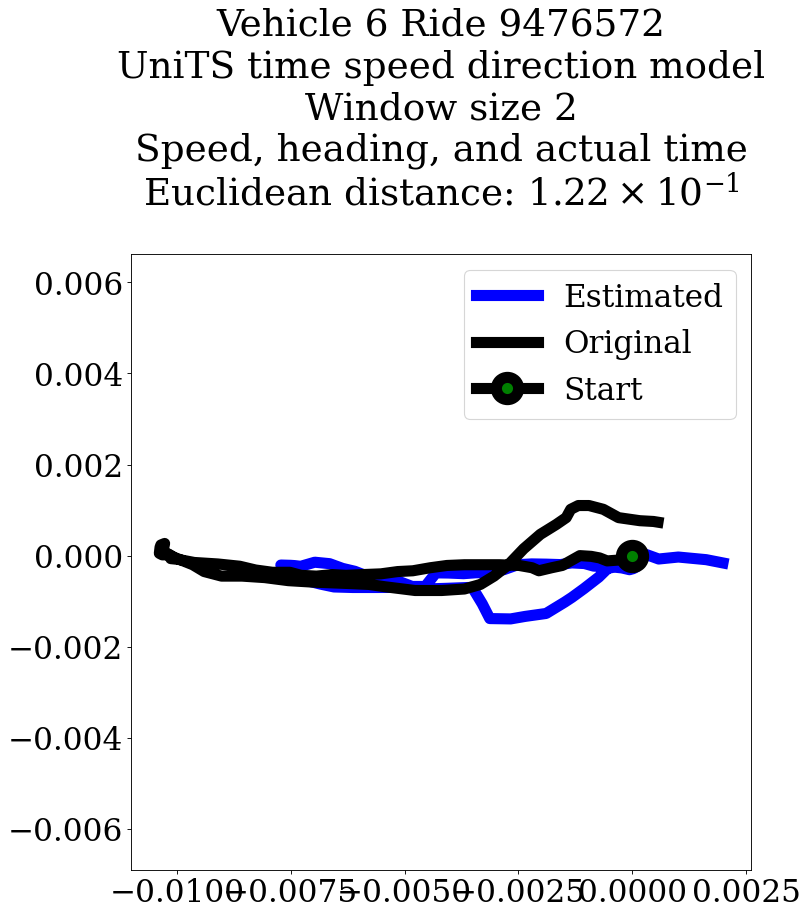 Vehicle 6 Ride 9476572
UniTS time speed direction model
Window size 2
Speed, heading, and actual time
Euclidean distance: 1.22 × 10⁻¹
Estimated
Original
Start
0.006
0.004
0.002
0.000
−0.002
−0.004
−0.006
−0.0100 −0.0075 −0.0050 −0.0025 0.0000 0.0025